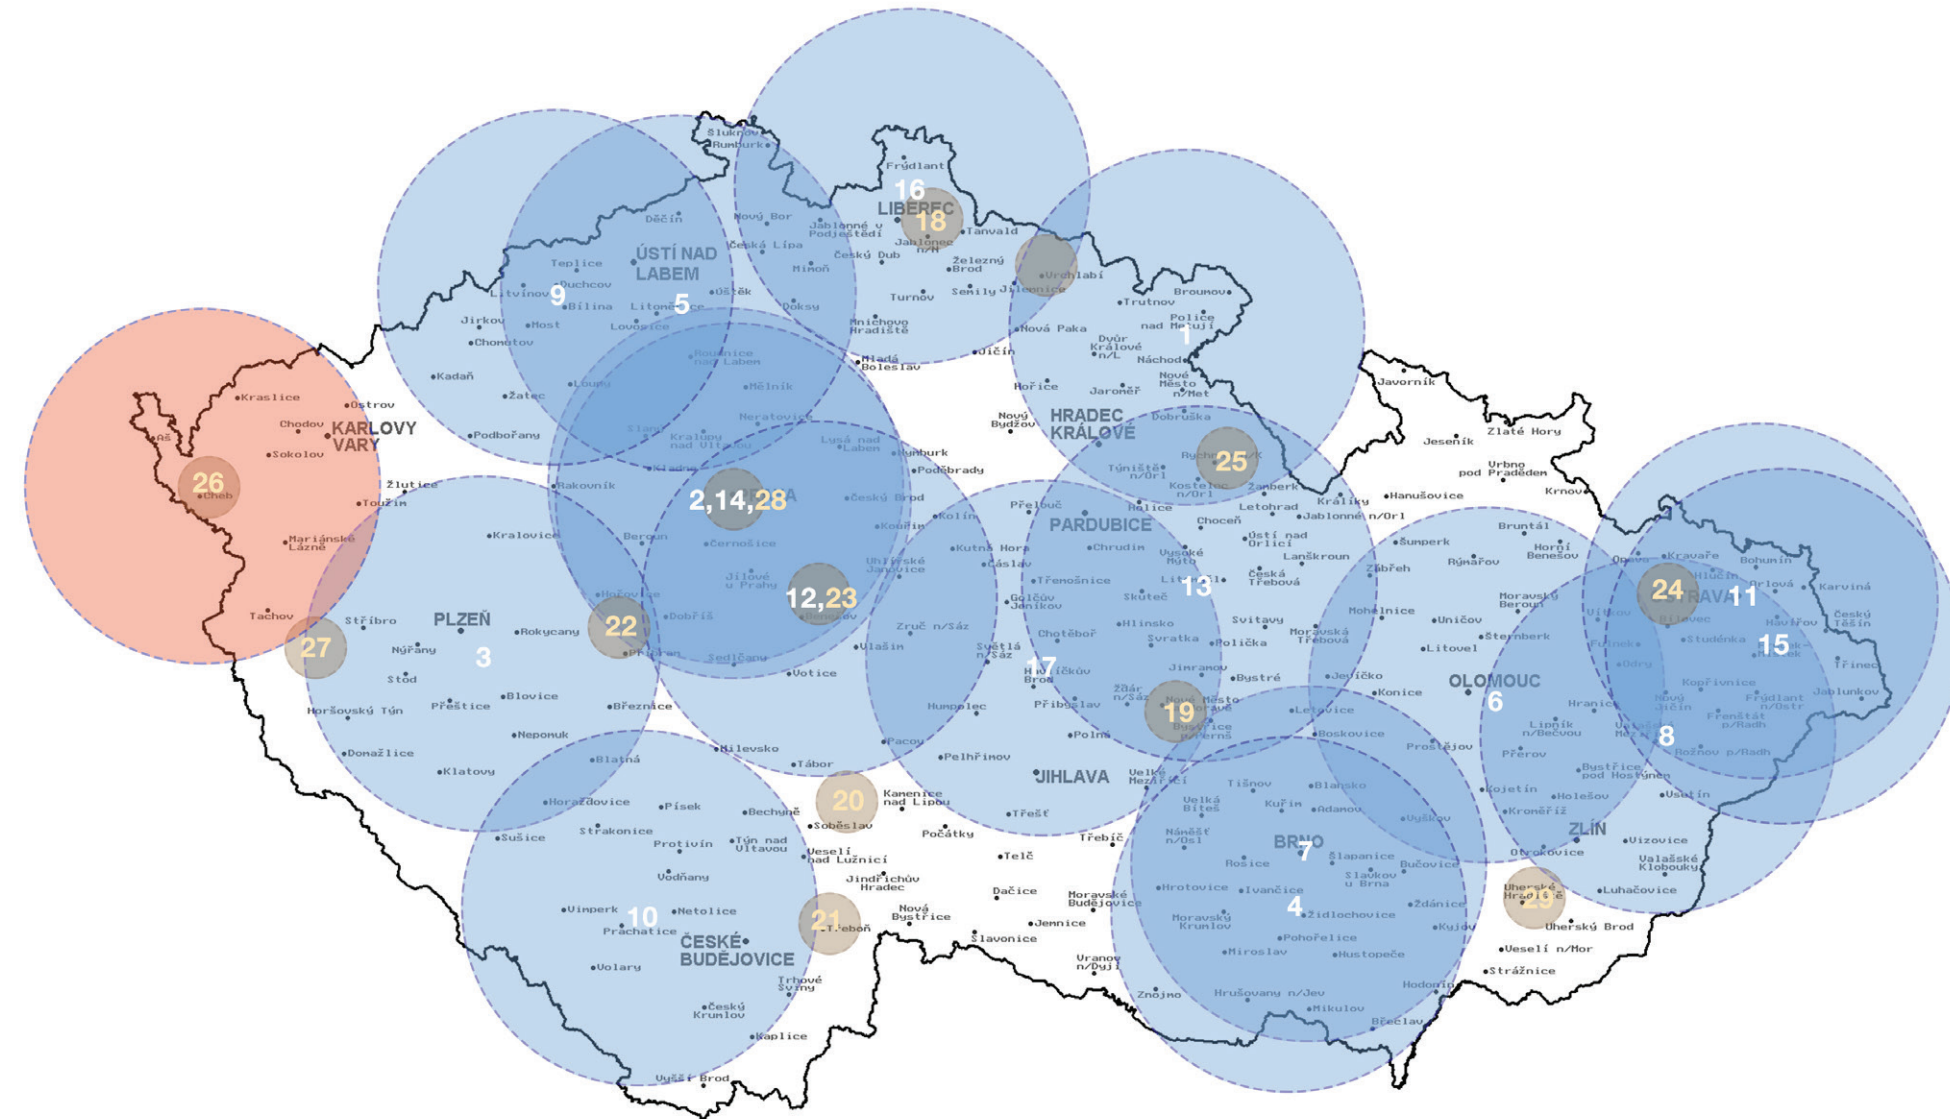 Šluknov
Rumburk
Frýdlant
16
LIBEREC
18
Děčín
Nový Bor
Jablonné v
Podještědí
Jablonec
n/N
Tanvald
ÚSTÍ NAD
LABEM
Česká Lípa
Český Dub
Mimoň
Železný
Brod
Teplice
Duchcov
Litvínov
9
Bílina
Litoměřice
5
Úštěk
Doksy
Turnov
Semily
Jilemnice
Vrchlabí
Trutnov
Broumov
Police
nad Metují
1
Jirkov
Most
Lovosice
Mnichovo
Hradiště
Nová Paka
Chomutov
Roudnice
nad Labem
Mladá
Boleslav
Jičín
Dvůr
Králové
n/L
Náchod
Kadaň
Louny
Mělník
Hořice
Jaroměř
Nové
Město
n/Met
Javorník
Kraslice
Ostrov
Žatec
Neratovice
Nový
Bydžov
HRADEC
KRÁLOVÉ
Dobruška
Chodov
KARLOVY
VARY
Aš
Podbořany
Kralupy
nad Vltavou
Lysá nad
Labem
Nymburk
Jeseník
Zlaté Hory
Sokolov
Kladno
Poděbrady
Týniště
n/Orl
25
Vrbno
pod Pradědem
26
Cheb
Žlutice
Toužim
Rakovník
2,14,28
Český Brod
Kostelec
n/Orl
Žamberk
Králíky
Hanušovice
Krnov
Přelouč
PARDUBICE
Holice
Letohrad
Jablonné n/Orl
Kolín
Kouřim
Choceň
Mariánské
Lázně
Kralovice
Beroun
Černošice
Kutná Hora
Chrudim
Vysoké
Mýto
Ústí nad
Orlicí
Lanškroun
Šumperk
Bruntál
Rýmařov
Horní
Benešov
Opava
Kravaře
Hlučín
Bohumín
Uhlířské
Janovice
Čáslav
Zábřeh
Jílové
u Prahy
Třemošnice
13
Česká
Třebová
24
11
Orlová
Karviná
Hořovice
12,23
Golčův
Jeníkov
Skuteč
Mohelnice
Moravský
Beroun
Vítkov
Bílovec
Havířov
Český
Těšín
Tachov
Stříbro
PLZEŇ
Rokycany
22
Dobříš
Zruč n/Sáz
Chotěboř
Hlinsko
Svitavy
Moravská
Třebová
Uničov
Šternberk
Studénka
27
Nýřany
3
Příbram
Sedlčany
Vlašim
Světlá
n/Sáz
Svratka
Polička
Litovel
Fulnek
15
Odry
Třinec
Stod
Votice
17
Jimramov
Bystré
Jevíčko
Konice
OLOMOUC
6
Kopřivnice
Nový
Jičín
Frýdlant
n/Ostr
Jablunkov
Přeštice
Blovice
Březnice
Humpolec
Přibyslav
Žďár
n/Sáz
19
Letovice
Hranice
Lipník
n/Bečvou
Frenštát
p/Radh
8
Horšovský Týn
Nepomuk
Pacov
Polná
Boskovice
Prostějov
Přerov
Rožnov p/Radh
Domažlice
Klatovy
Blatná
Milevsko
Tábor
Pelhřimov
JIHLAVA
Velké
Meziříčí
Tišnov
Blansko
Bystřice
pod Hostýnem
Horažďovice
Písek
Bechyně
20
Kamenice
nad Lipou
Velká
Bíteš
Kuřim
Adamov
Kojetín
Holešov
Vsetín
Sušice
Strakonice
Soběslav
Počátky
Třešť
Vyškov
Kroměříž
Protivín
Týn nad
Vltavou
Třebíč
Náměšť
n/Osl
BRNO
7
ZLÍN
Vizovice
Veselí
nad Lužnicí
Telč
Rosice
Šlapanice
Bučovice
Otrokovice
Valašské
Klobouky
Vodňany
Jindřichův
Hradec
Dačice
Hrotovice
Ivančice
Slavkov
u Brna
Luhačovice
Vimperk
10
Netolice
21
Nová
Bystřice
Moravské
Budějovice
4
Ždánice
29
Prachatice
Třeboň
Jemnice
Moravský
Krumlov
Židlochovice
Kyjov
Uherský Brod
ČESKÉ
BUDĚJOVICE
Slavonice
Pohořelice
Veselí n/Mor
Volary
Vranov
n/Dyjí
Miroslav
Hustopeče
Strážnice
Trhové
Sviny
Znojmo
Hrušovany n/Jev
Hodonín
Český
Krumlov
Mikulov
Kaplice
Břeclav
Vyšší Brod